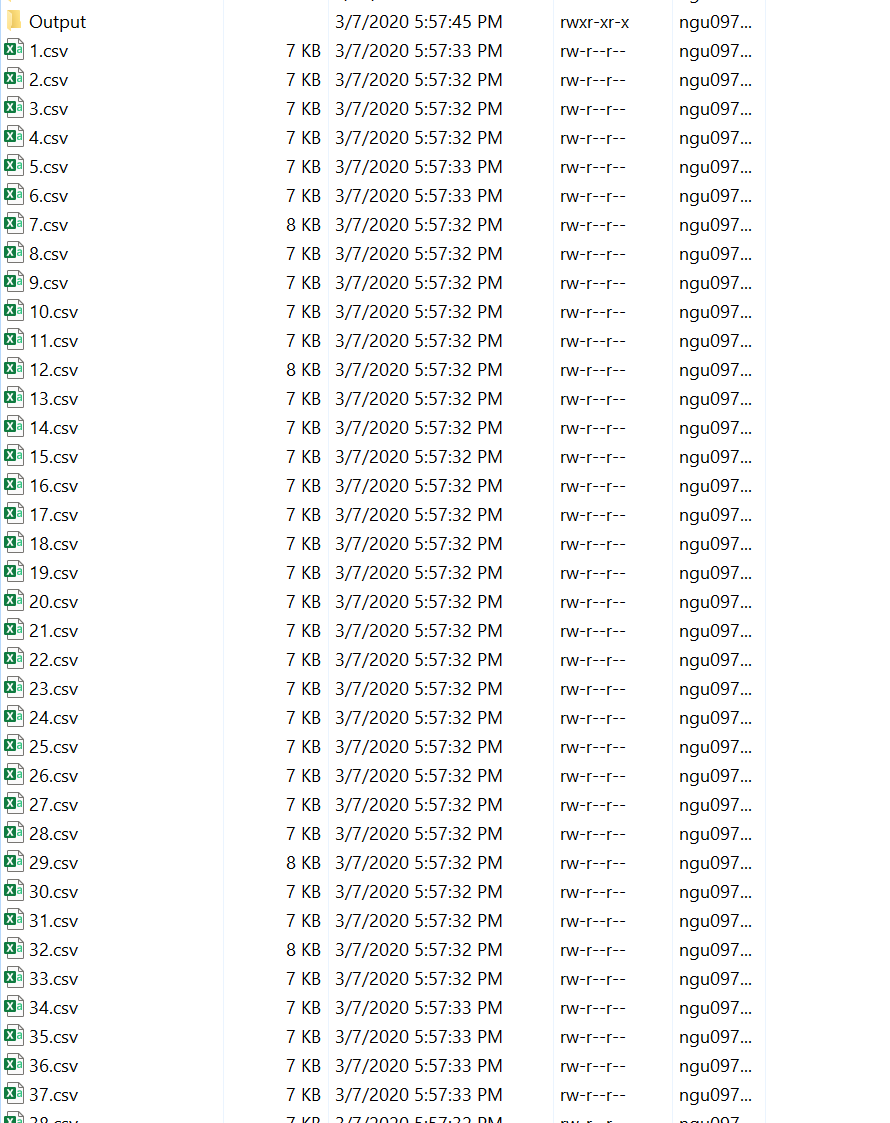 Output 3/7/2020 5:57:45 PM rwxr-xr-x ngu097...
1.csv 7 KB 3/7/2020 5:57:33 PM rw-r--r-- ngu097...
2.csv 7 KB 3/7/2020 5:57:32 PM rw-r--r-- ngu097...
3.csv 7 KB 3/7/2020 5:57:32 PM rw-r--r-- ngu097...
4.csv 7 KB 3/7/2020 5:57:32 PM rw-r--r-- ngu097...
5.csv 7 KB 3/7/2020 5:57:33 PM rw-r--r-- ngu097...
6.csv 7 KB 3/7/2020 5:57:33 PM rw-r--r-- ngu097...
7.csv 8 KB 3/7/2020 5:57:32 PM rw-r--r-- ngu097...
8.csv 7 KB 3/7/2020 5:57:32 PM rw-r--r-- ngu097...
9.csv 7 KB 3/7/2020 5:57:32 PM rw-r--r-- ngu097...
10.csv 7 KB 3/7/2020 5:57:32 PM rw-r--r-- ngu097...
11.csv 7 KB 3/7/2020 5:57:32 PM rw-r--r-- ngu097...
12.csv 8 KB 3/7/2020 5:57:32 PM rw-r--r-- ngu097...
13.csv 7 KB 3/7/2020 5:57:32 PM rw-r--r-- ngu097...
14.csv 7 KB 3/7/2020 5:57:32 PM rw-r--r-- ngu097...
15.csv 7 KB 3/7/2020 5:57:32 PM rw-r--r-- ngu097...
16.csv 7 KB 3/7/2020 5:57:32 PM rw-r--r-- ngu097...
17.csv 7 KB 3/7/2020 5:57:32 PM rw-r--r-- ngu097...
18.csv 7 KB 3/7/2020 5:57:32 PM rw-r--r-- ngu097...
19.csv 7 KB 3/7/2020 5:57:32 PM rw-r--r-- ngu097...
20.csv 7 KB 3/7/2020 5:57:32 PM rw-r--r-- ngu097...
21.csv 7 KB 3/7/2020 5:57:32 PM rw-r--r-- ngu097...
22.csv 7 KB 3/7/2020 5:57:32 PM rw-r--r-- ngu097...
23.csv 7 KB 3/7/2020 5:57:32 PM rw-r--r-- ngu097...
24.csv 7 KB 3/7/2020 5:57:32 PM rw-r--r-- ngu097...
25.csv 7 KB 3/7/2020 5:57:32 PM rw-r--r-- ngu097...
26.csv 7 KB 3/7/2020 5:57:32 PM rw-r--r-- ngu097...
27.csv 7 KB 3/7/2020 5:57:32 PM rw-r--r-- ngu097...
28.csv 7 KB 3/7/2020 5:57:32 PM rw-r--r-- ngu097...
29.csv 8 KB 3/7/2020 5:57:32 PM rw-r--r-- ngu097...
30.csv 7 KB 3/7/2020 5:57:32 PM rw-r--r-- ngu097...
31.csv 7 KB 3/7/2020 5:57:32 PM rw-r--r-- ngu097...
32.csv 8 KB 3/7/2020 5:57:32 PM rw-r--r-- ngu097...
33.csv 7 KB 3/7/2020 5:57:32 PM rw-r--r-- ngu097...
34.csv 7 KB 3/7/2020 5:57:33 PM rw-r--r-- ngu097...
35.csv 7 KB 3/7/2020 5:57:33 PM rw-r--r-- ngu097...
36.csv 7 KB 3/7/2020 5:57:33 PM rw-r--r-- ngu097...
37.csv 7 KB 3/7/2020 5:57:33 PM rw-r--r-- ngu097...